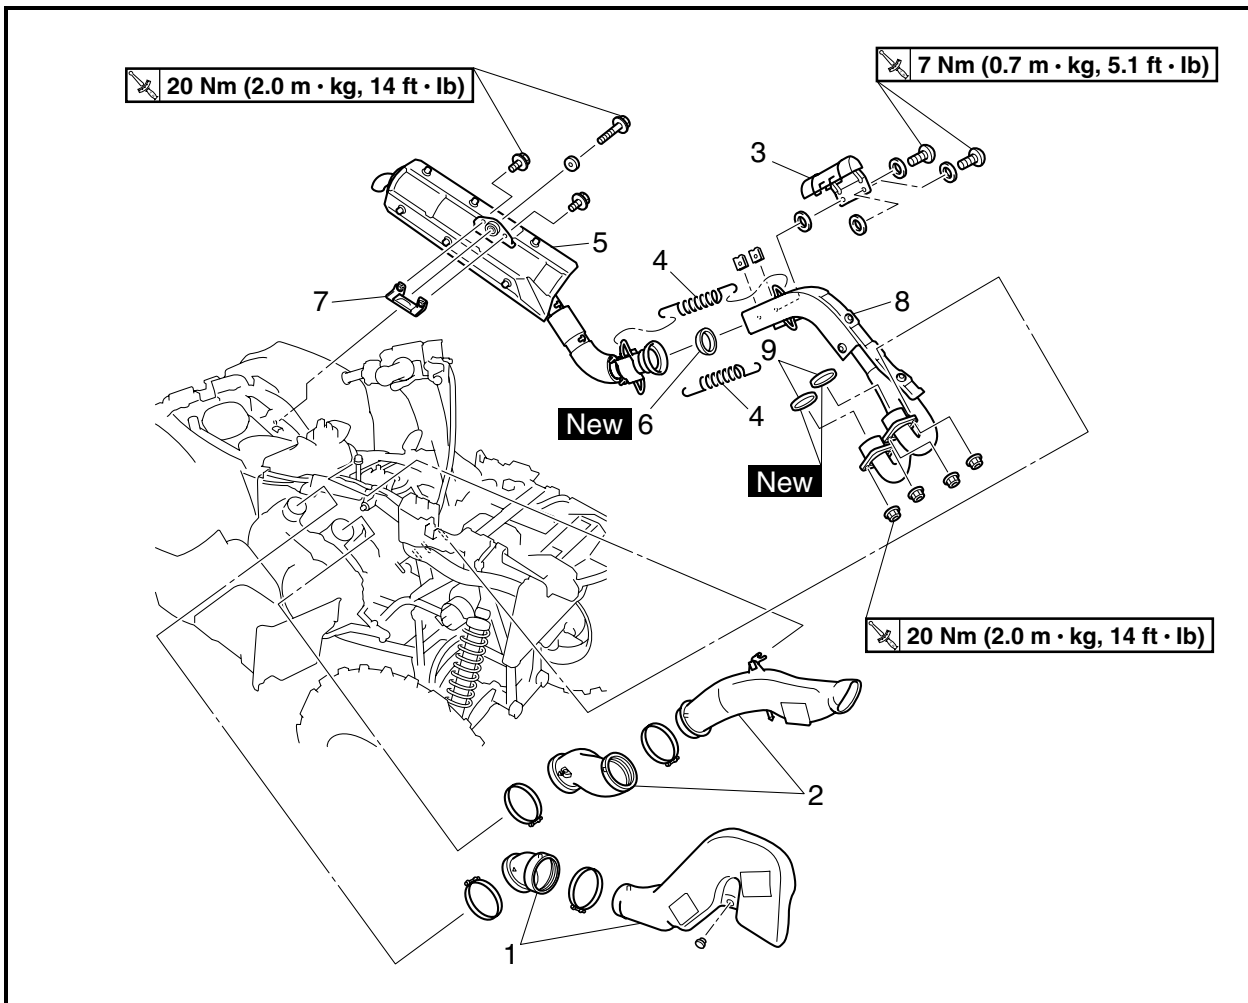 20 Nm (2.0 m · kg, 14 ft · lb)
7 Nm (0.7 m · kg, 5.1 ft · lb)
3
5
4
7
8
9
New 6
4
New
20 Nm (2.0 m · kg, 14 ft · lb)
2
1